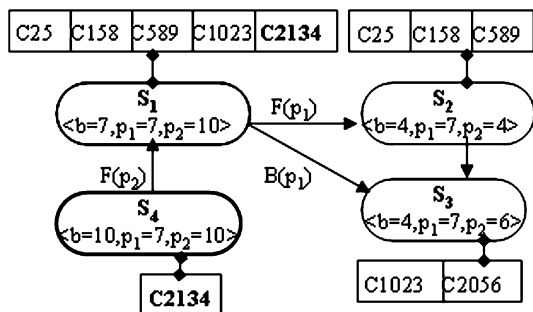 C25 C158 C589 C1023 C2134 C25 C158 C589
S₁ S₂
<b=7,p₁=7,p₂=10> F(p₁) <b=4,p₁=7,p₂=4>
F(p₂) B(p₁)
S₄ S₃
<b=10,p₁=7,p₂=10> <b=4,p₁=7,p₂=6>
C2134 C1023 C2056